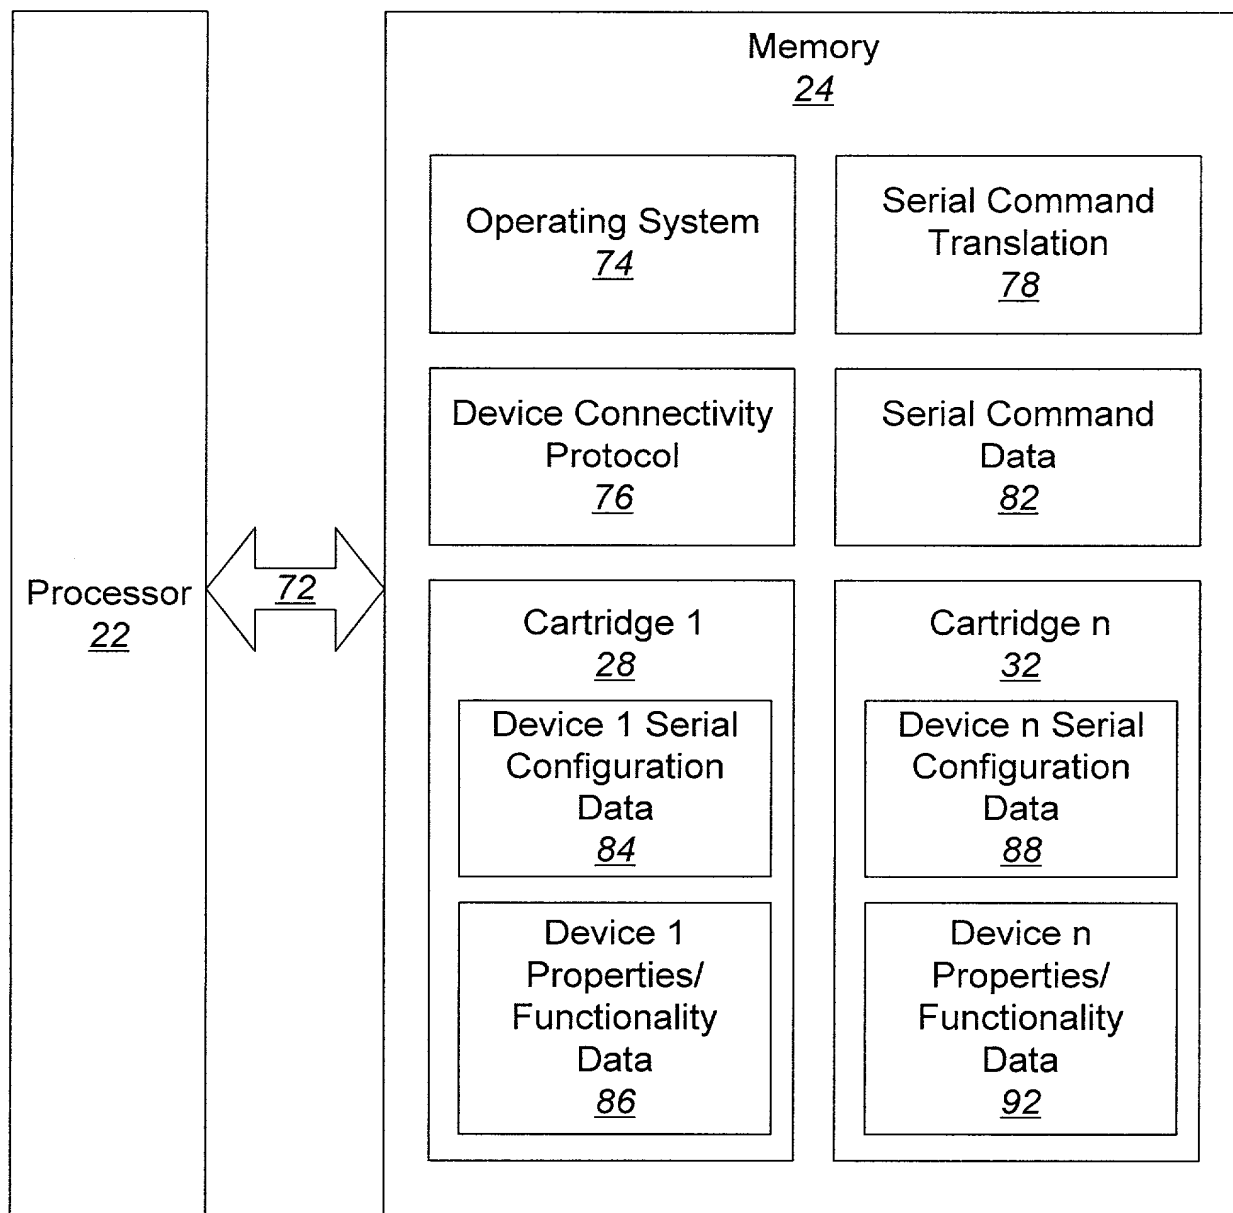 Memory
24
Operating System
74
Serial Command
Translation
78
Device Connectivity
Protocol
76
Serial Command
Data
82
Processor
22
72
Cartridge 1
28
Device 1 Serial
Configuration
Data
84
Device 1
Properties/
Functionality
Data
86
Cartridge n
32
Device n Serial
Configuration
Data
88
Device n
Properties/
Functionality
Data
92